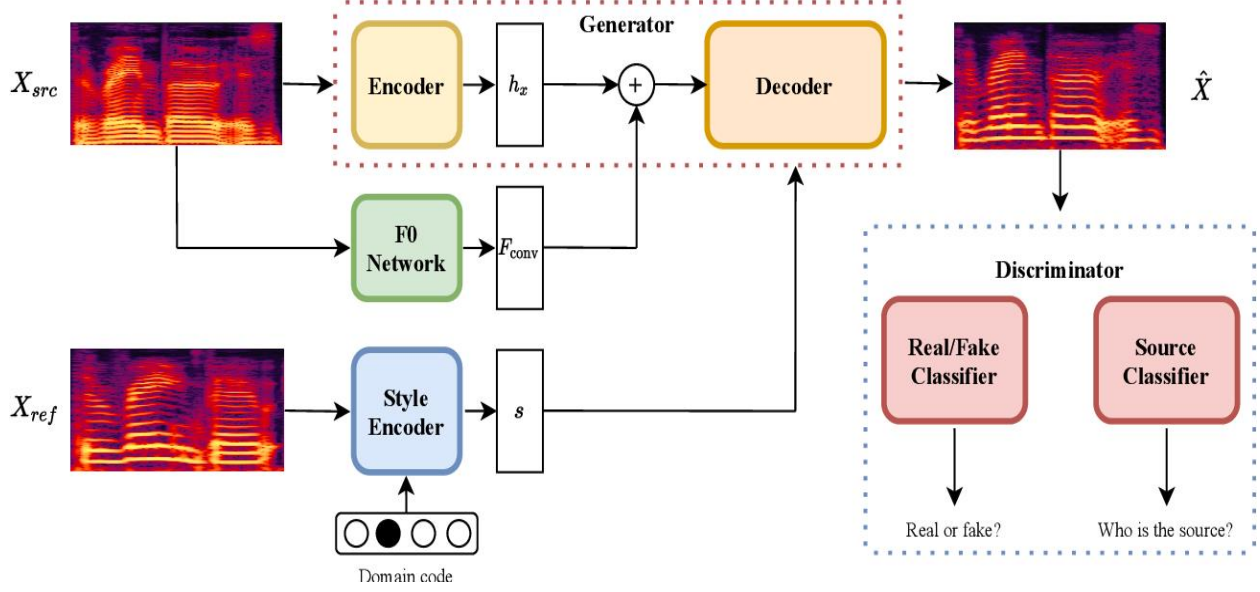 Generator
X_src
Encoder
h_x
+
Decoder
X̂
F0
Network
F_conv
Discriminator
Real/Fake
Classifier
Source
Classifier
X_ref
Style
Encoder
s
Real or fake?
Who is the source?
Domain code